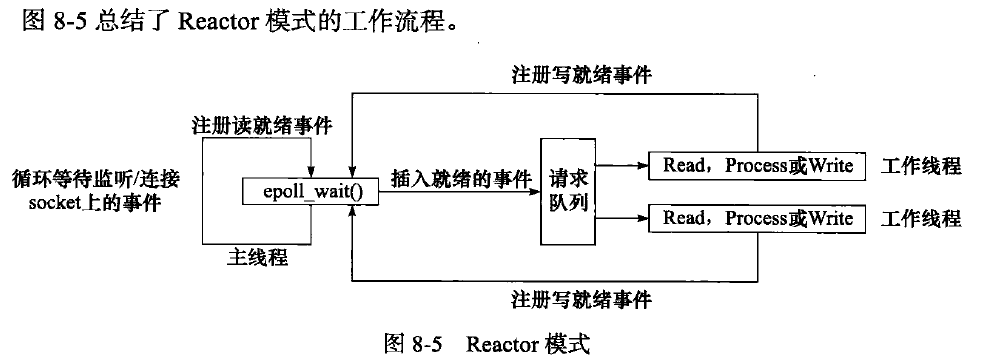 图 8-5 总结了 Reactor 模式的工作流程。
注册写就绪事件
注册读就绪事件
循环等待监听/连接
socket上的事件
epoll_wait()
插入就绪的事件
请求
队列
Read，Process或Write
工作线程
Read，Process或Write
工作线程
主线程
注册写就绪事件
图 8-5 Reactor 模式